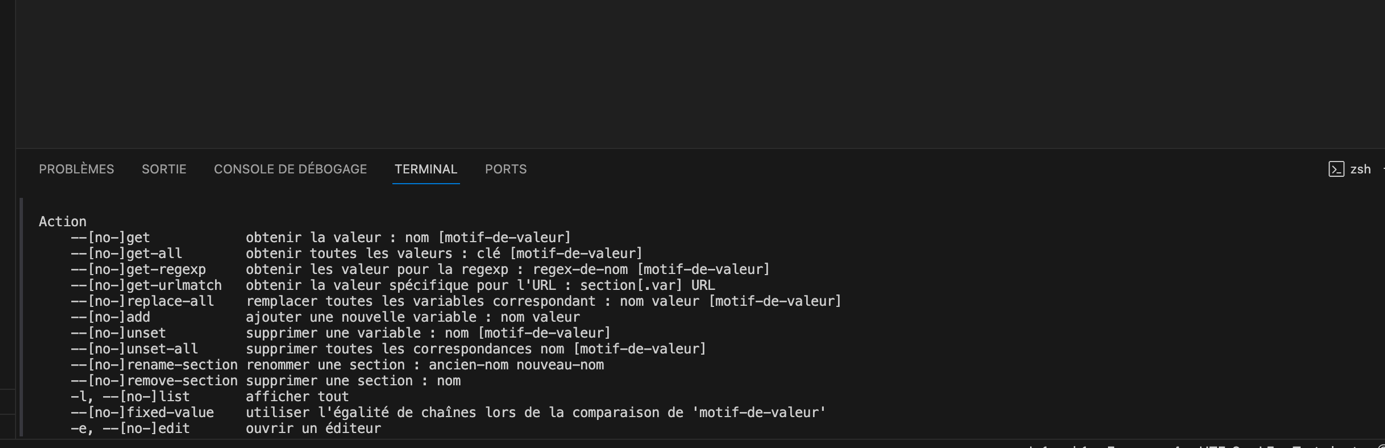 PROBLÈMES SORTIE CONSOLE DE DÉBOGAGE TERMINAL PORTS zsh
Action
--[no-]get obtenir la valeur : nom [motif-de-valeur]
--[no-]get-all obtenir toutes les valeurs : clé [motif-de-valeur]
--[no-]get-regexp obtenir les valeur pour la regexp : regex-de-nom [motif-de-valeur]
--[no-]get-urlmatch obtenir la valeur spécifique pour l'URL : section[.var] URL
--[no-]replace-all remplacer toutes les variables correspondant : nom valeur [motif-de-valeur]
--[no-]add ajouter une nouvelle variable : nom valeur
--[no-]unset supprimer une variable : nom [motif-de-valeur]
--[no-]unset-all supprimer toutes les correspondances nom [motif-de-valeur]
--[no-]rename-section renommer une section : ancien-nom nouveau-nom
--[no-]remove-section supprimer une section : nom
-l, --[no-]list afficher tout
--[no-]fixed-value utiliser l'égalité de chaînes lors de la comparaison de 'motif-de-valeur'
-e, --[no-]edit ouvrir un éditeur